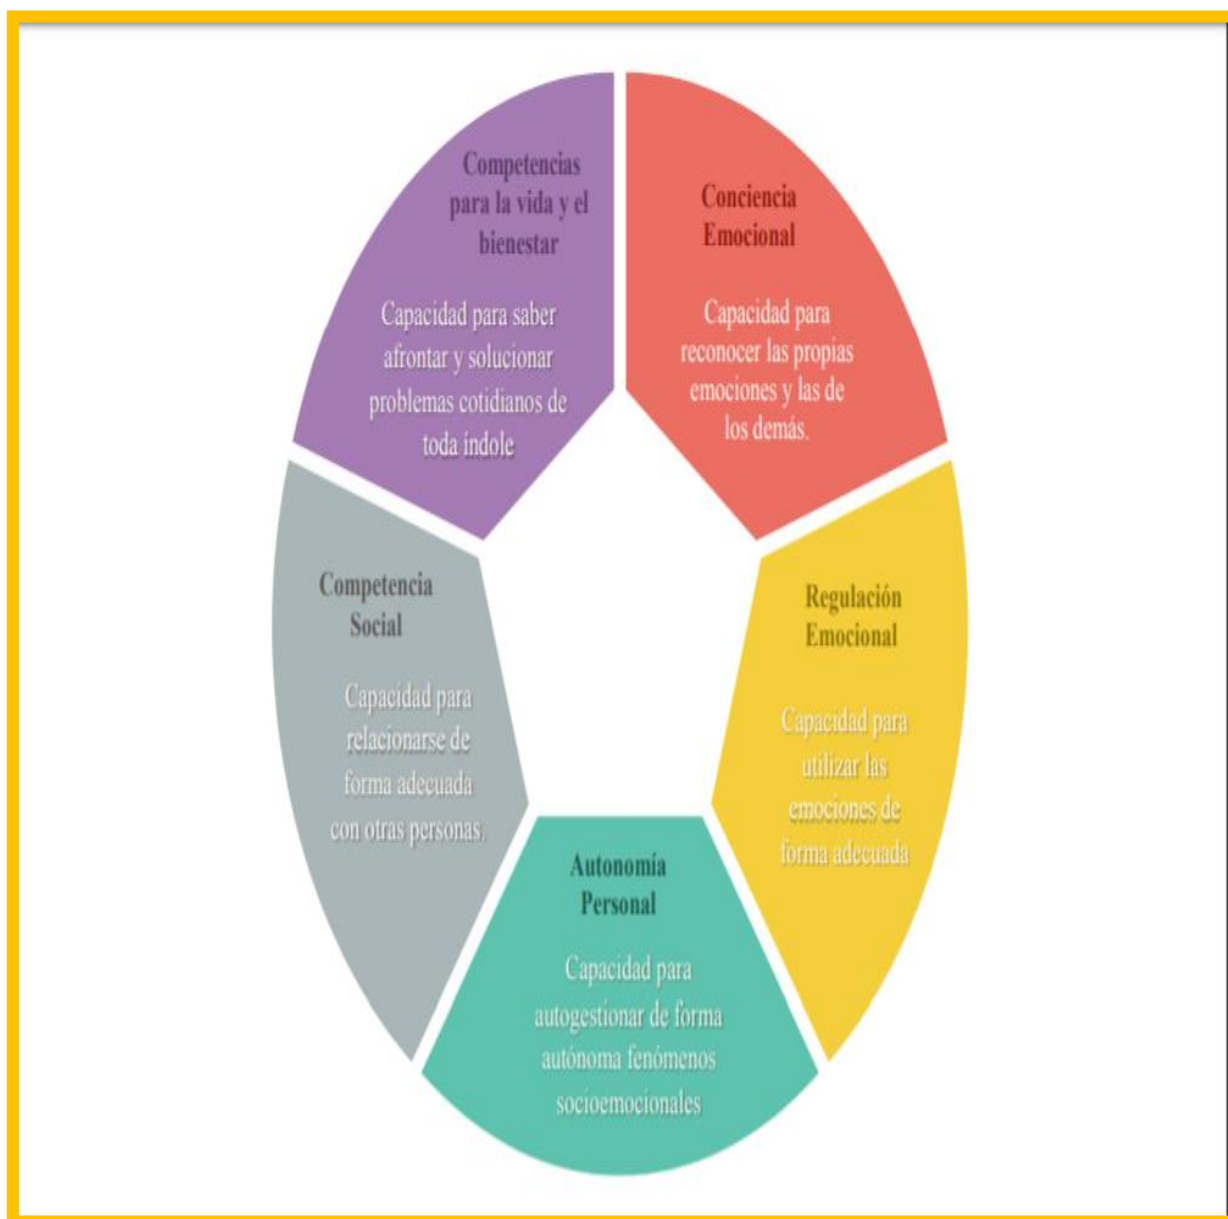 Competencias
para la vida y el
bienestar
Capacidad para saber
afrontar y solucionar
problemas cotidianos de
toda índole
Conciencia
Emocional
Capacidad para
reconocer las propias
emociones y las de
los demás.
Regulación
Emocional
Capacidad para
utilizar las
emociones de
forma adecuada
Autonomía
Personal
Capacidad para
autogestionar de forma
autónoma fenómenos
socioemocionales
Competencia
Social
Capacidad para
relacionarse de
forma adecuada
con otras personas.